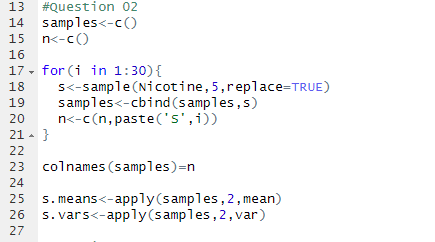 13 #Question 02
14 samples<-c()
15 n<-c()
16
17 for(i in 1:30){
18 s<-sample(Nicotine,5,replace=TRUE)
19 samples<-cbind(samples,s)
20 n<-c(n,paste('S',i))
21 }
22
23 colnames(samples)=n
24
25 s.means<-apply(samples,2,mean)
26 s.vars<-apply(samples,2,var)
27